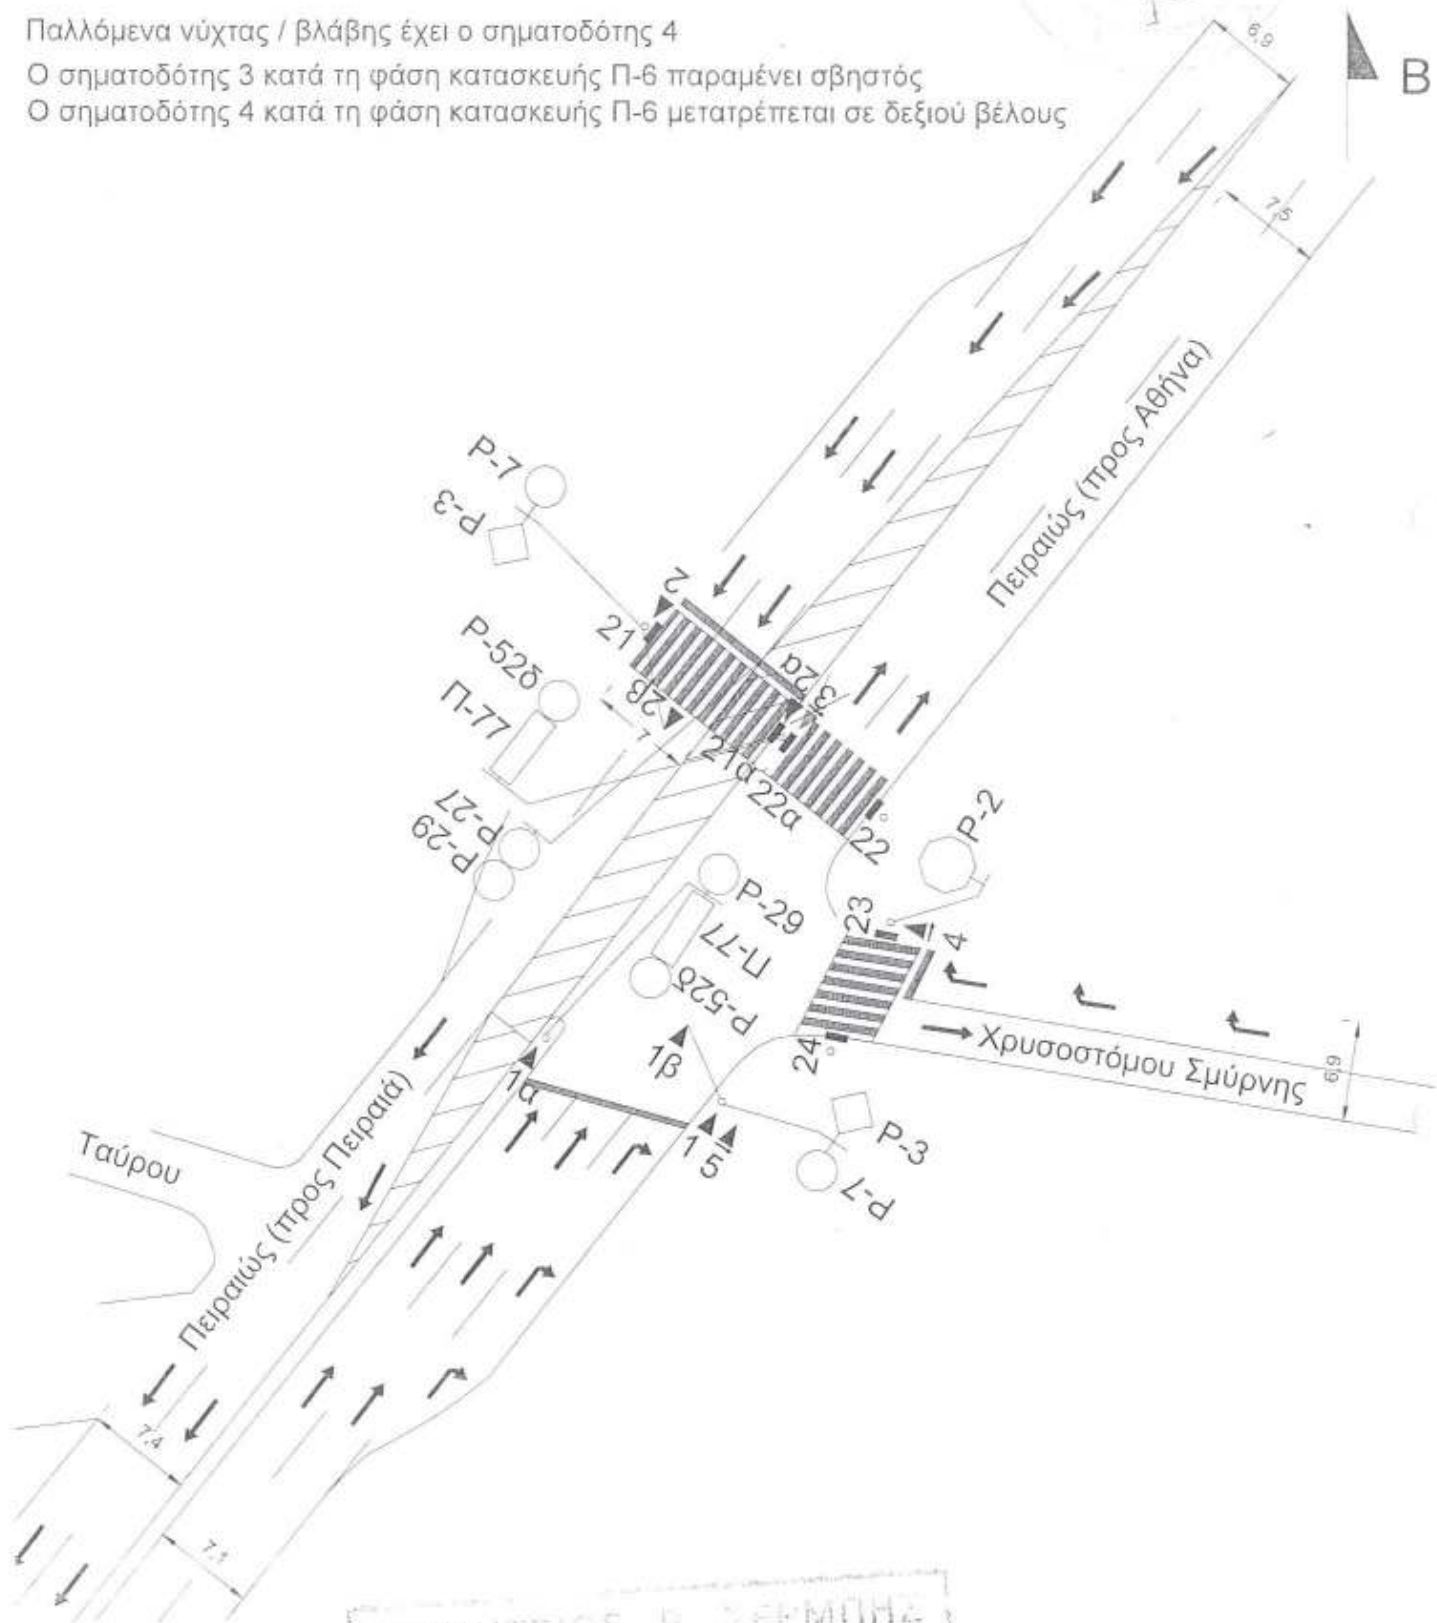 Παλλόμενα νύχτας / βλάβης έχει ο σηματοδότης 4
Ο σηματοδότης 3 κατά τη φάση κατασκευής Π-6 παραμένει σβηστός
Ο σηματοδότης 4 κατά τη φάση κατασκευής Π-6 μετατρέπεται σε δεξιού βέλους
Β
6,9
7,5
Πειραιώς (προς Αθήνα)
Ρ-7
Ρ-3
2
21
2α
3
Ρ-52δ
Π-77
2β
7
21α
22α
22
Ρ-27
Ρ-29
Ρ-2
Ρ-29
Π-77
Ρ-52δ
23
4
24
Χρυσοστόμου Σμύρνης
6,9
1β
1α
1
5
Ρ-3
Ρ-7
Ταύρου
Πειραιώς (προς Πειραιά)
7,4
7,1